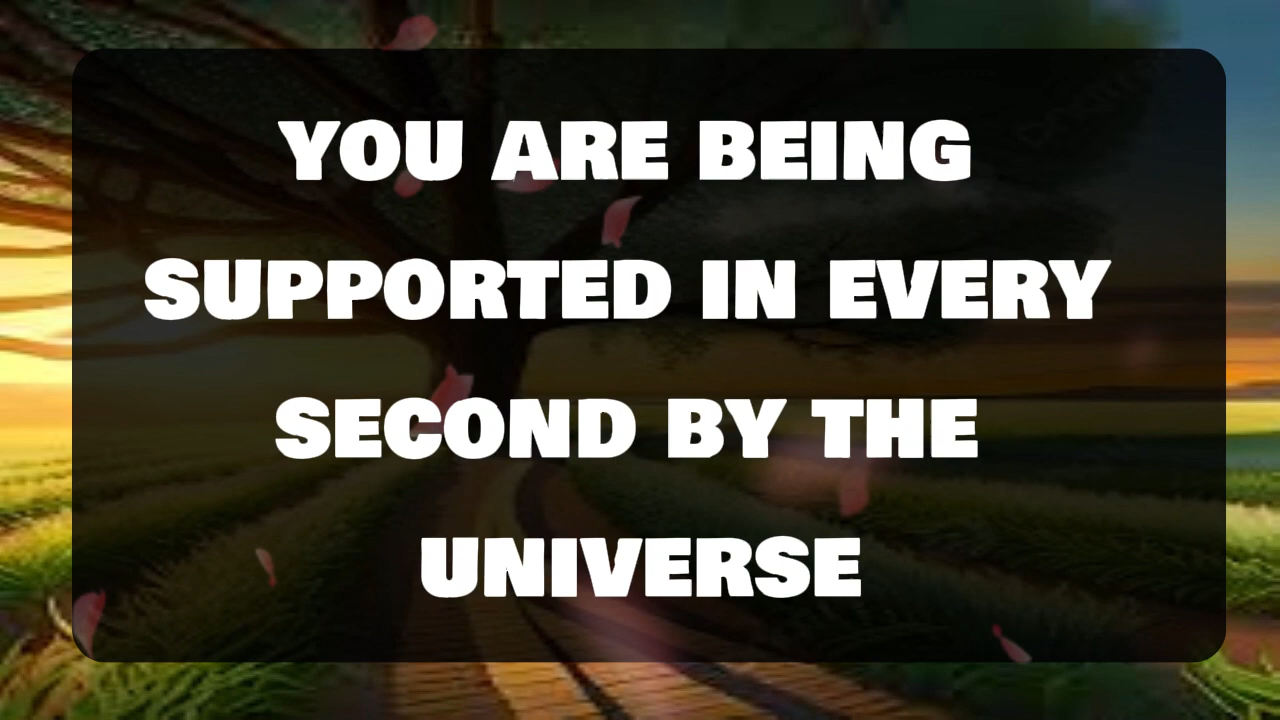 YOU ARE BEING
SUPPORTED IN EVERY
SECOND BY THE
UNIVERSE